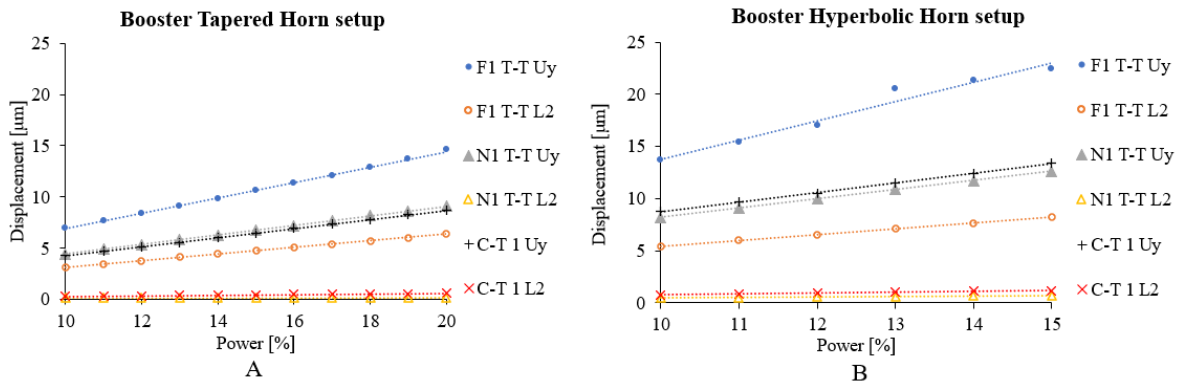 Booster Tapered Horn setup
25
20
15
10
5
0
Displacement [μm]
10
12
14
16
18
20
Power [%]
F1 T-T Uy
F1 T-T L2
N1 T-T Uy
N1 T-T L2
C-T 1 Uy
C-T 1 L2
A
Booster Hyperbolic Horn setup
25
20
15
10
5
0
Displacement [μm]
10
11
12
13
14
15
Power [%]
F1 T-T Uy
F1 T-T L2
N1 T-T Uy
N1 T-T L2
C-T 1 Uy
C-T 1 L2
B